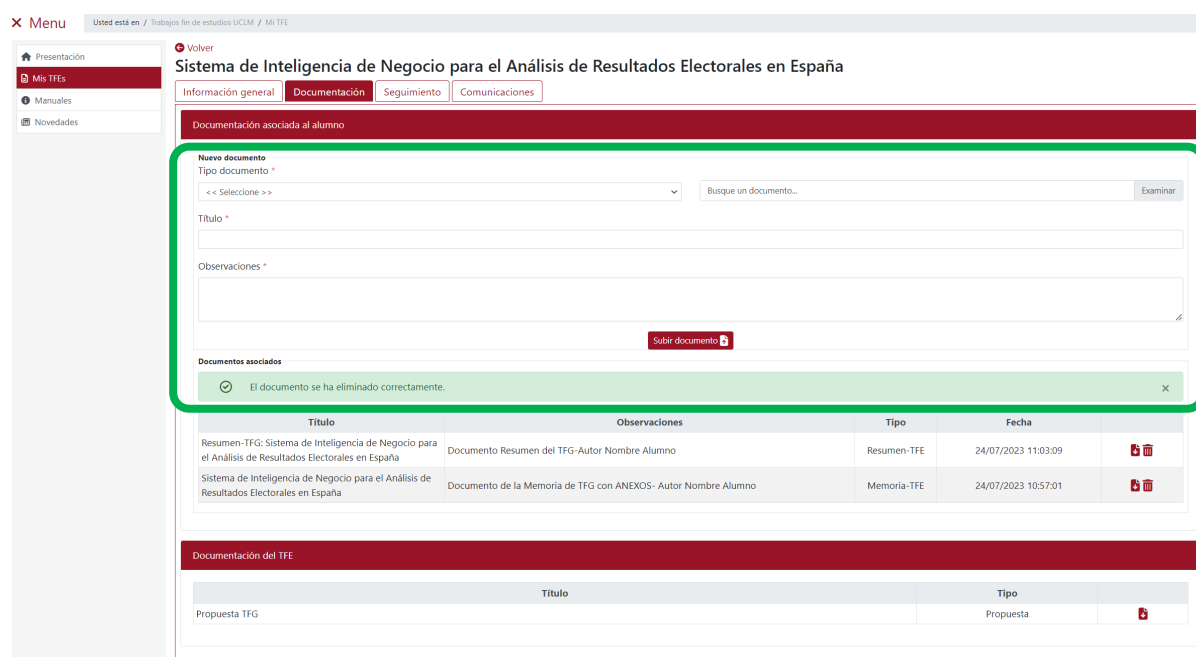 × Menu
Usted está en / Trabajos fin de estudios UCLM / Mi TFE
Presentación
Mis TFEs
Manuales
Novedades
Volver
Sistema de Inteligencia de Negocio para el Análisis de Resultados Electorales en España
Información general Documentación Seguimiento Comunicaciones
Documentación asociada al alumno
Nuevo documento
Tipo documento *
<< Seleccione >> Busque un documento... Examinar
Título *
Observaciones *
Subir documento
Documentos asociados
El documento se ha eliminado correctamente. ×
Título Observaciones Tipo Fecha
Resumen-TFG: Sistema de Inteligencia de Negocio para
el Análisis de Resultados Electorales en España
Documento Resumen del TFG-Autor Nombre Alumno Resumen-TFE 24/07/2023 11:03:09
Sistema de Inteligencia de Negocio para el Análisis de
Resultados Electorales en España
Documento de la Memoria de TFG con ANEXOS- Autor Nombre Alumno Memoria-TFE 24/07/2023 10:57:01
Documentación del TFE
Título Tipo
Propuesta TFG Propuesta